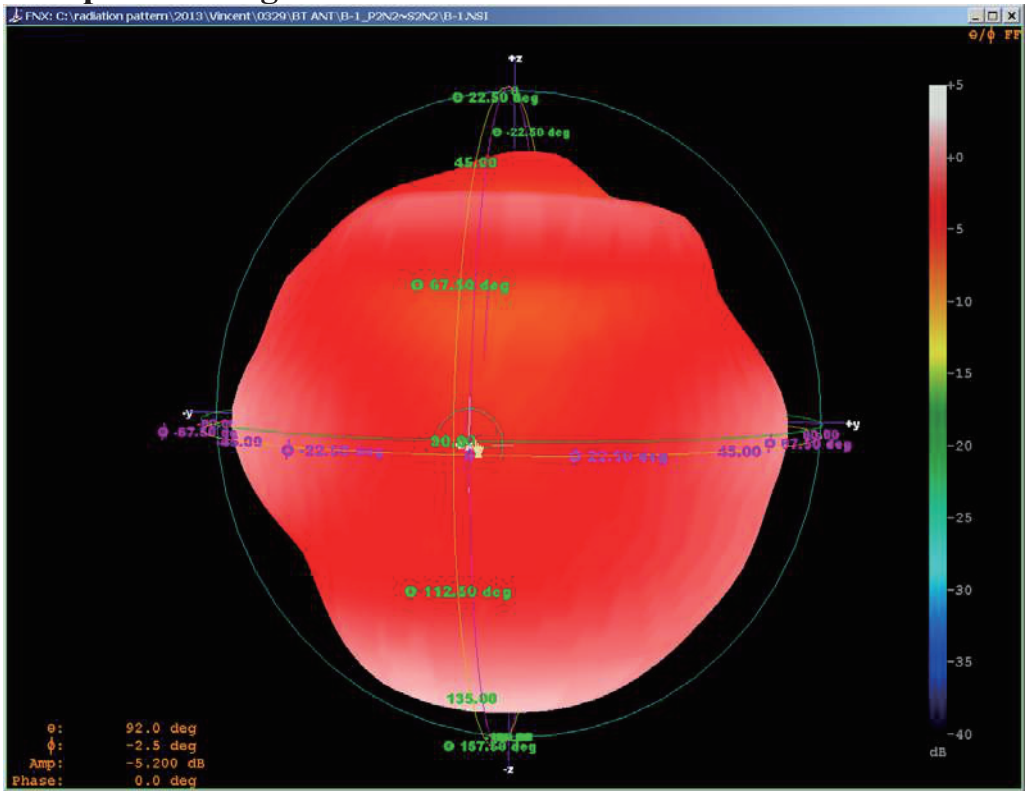 FNX: C:\radiation pattern\2013\Vincent\0329\BT ANT\B-1_P2N2~S2N2\B-1.NSI
Θ/ϕ FF
+z
Θ 22.50 deg
Θ -22.50 deg
45.00
Θ 67.50 deg
-y
+y
ϕ -67.50 deg
90.00
ϕ -22.50 deg
ϕ 22.50 deg
45.00
90.00
ϕ 67.50 deg
Θ 112.50 deg
135.00
Θ 157.50 deg
-z
+5
+0
-5
-10
-15
-20
-25
-30
-35
-40
dB
Θ: 92.0 deg
ϕ: -2.5 deg
Amp: -5.200 dB
Phase: 0.0 deg